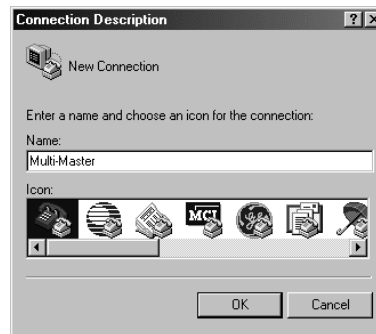 Connection Description
New Connection
Enter a name and choose an icon for the connection:
Name:
Multi-Master
Icon:
MCI
OK
Cancel